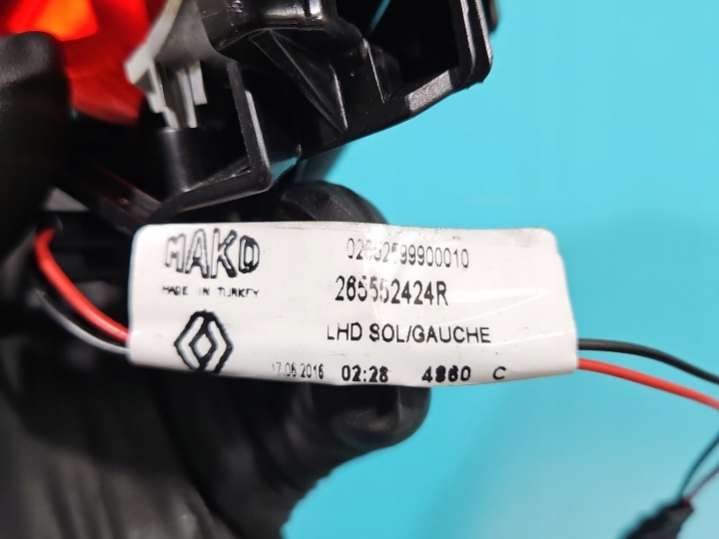 MAKO
MADE IN TURKEY
265552424R
LHD SOL/GAUCHE
17.06.2016 02:28 4860 C